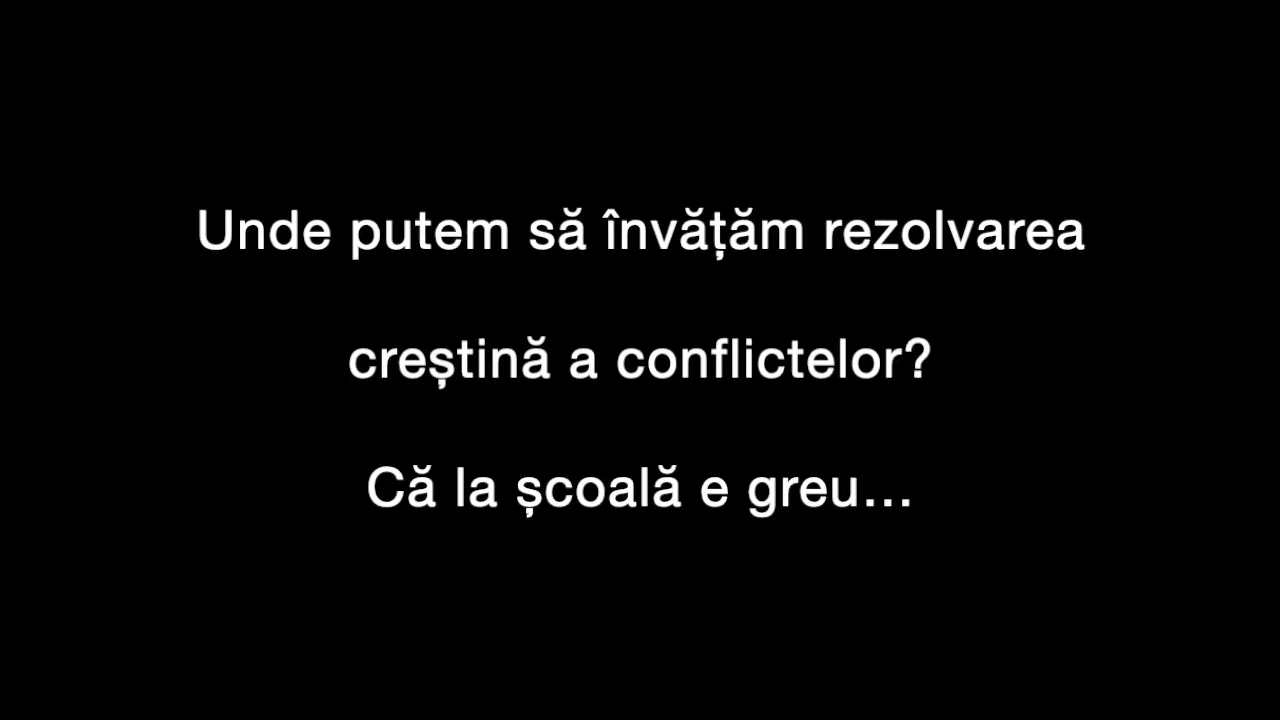 Unde putem să învățăm rezolvarea
creștină a conflictelor?
Că la școală e greu...